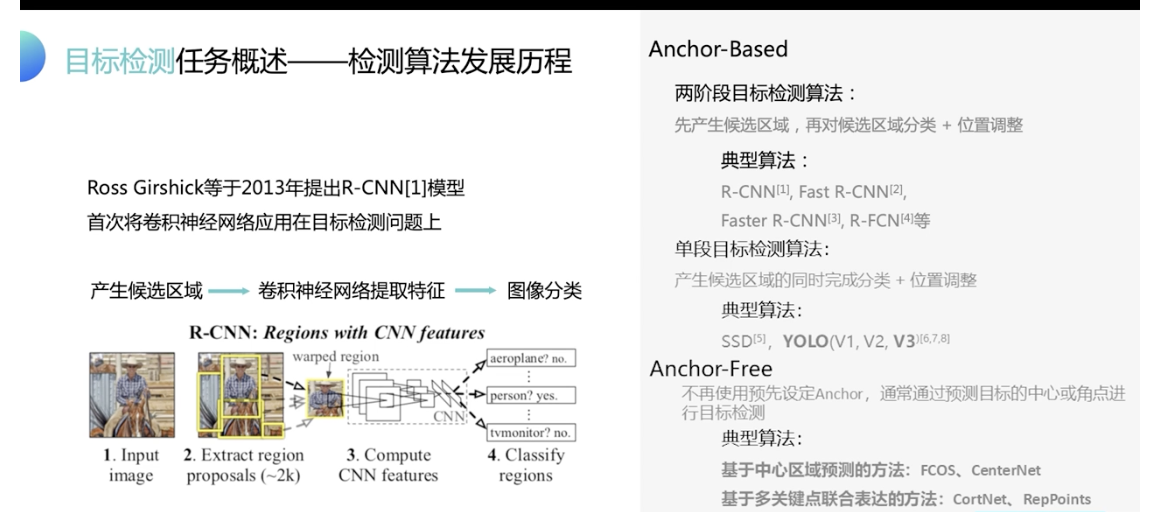 目标检测任务概述——检测算法发展历程
Ross Girshick等于2013年提出R-CNN[1]模型
首次将卷积神经网络应用在目标检测问题上
产生候选区域 卷积神经网络提取特征 图像分类
R-CNN: Regions with CNN features
warped region
aeroplane? no.
person? yes.
CNN
tvmonitor? no.
1. Input image
2. Extract region proposals (~2k)
3. Compute CNN features
4. Classify regions
Anchor-Based
两阶段目标检测算法：
先产生候选区域，再对候选区域分类 + 位置调整
典型算法：
R-CNN[1], Fast R-CNN[2],
Faster R-CNN[3], R-FCN[4]等
单段目标检测算法:
产生候选区域的同时完成分类 + 位置调整
典型算法:
SSD[5]，YOLO(V1, V2, V3)[6,7,8]
Anchor-Free
不再使用预先设定Anchor，通常通过预测目标的中心或角点进
行目标检测
典型算法:
基于中心区域预测的方法：FCOS、CenterNet
基于多关键点联合表达的方法：CortNet、RepPoints